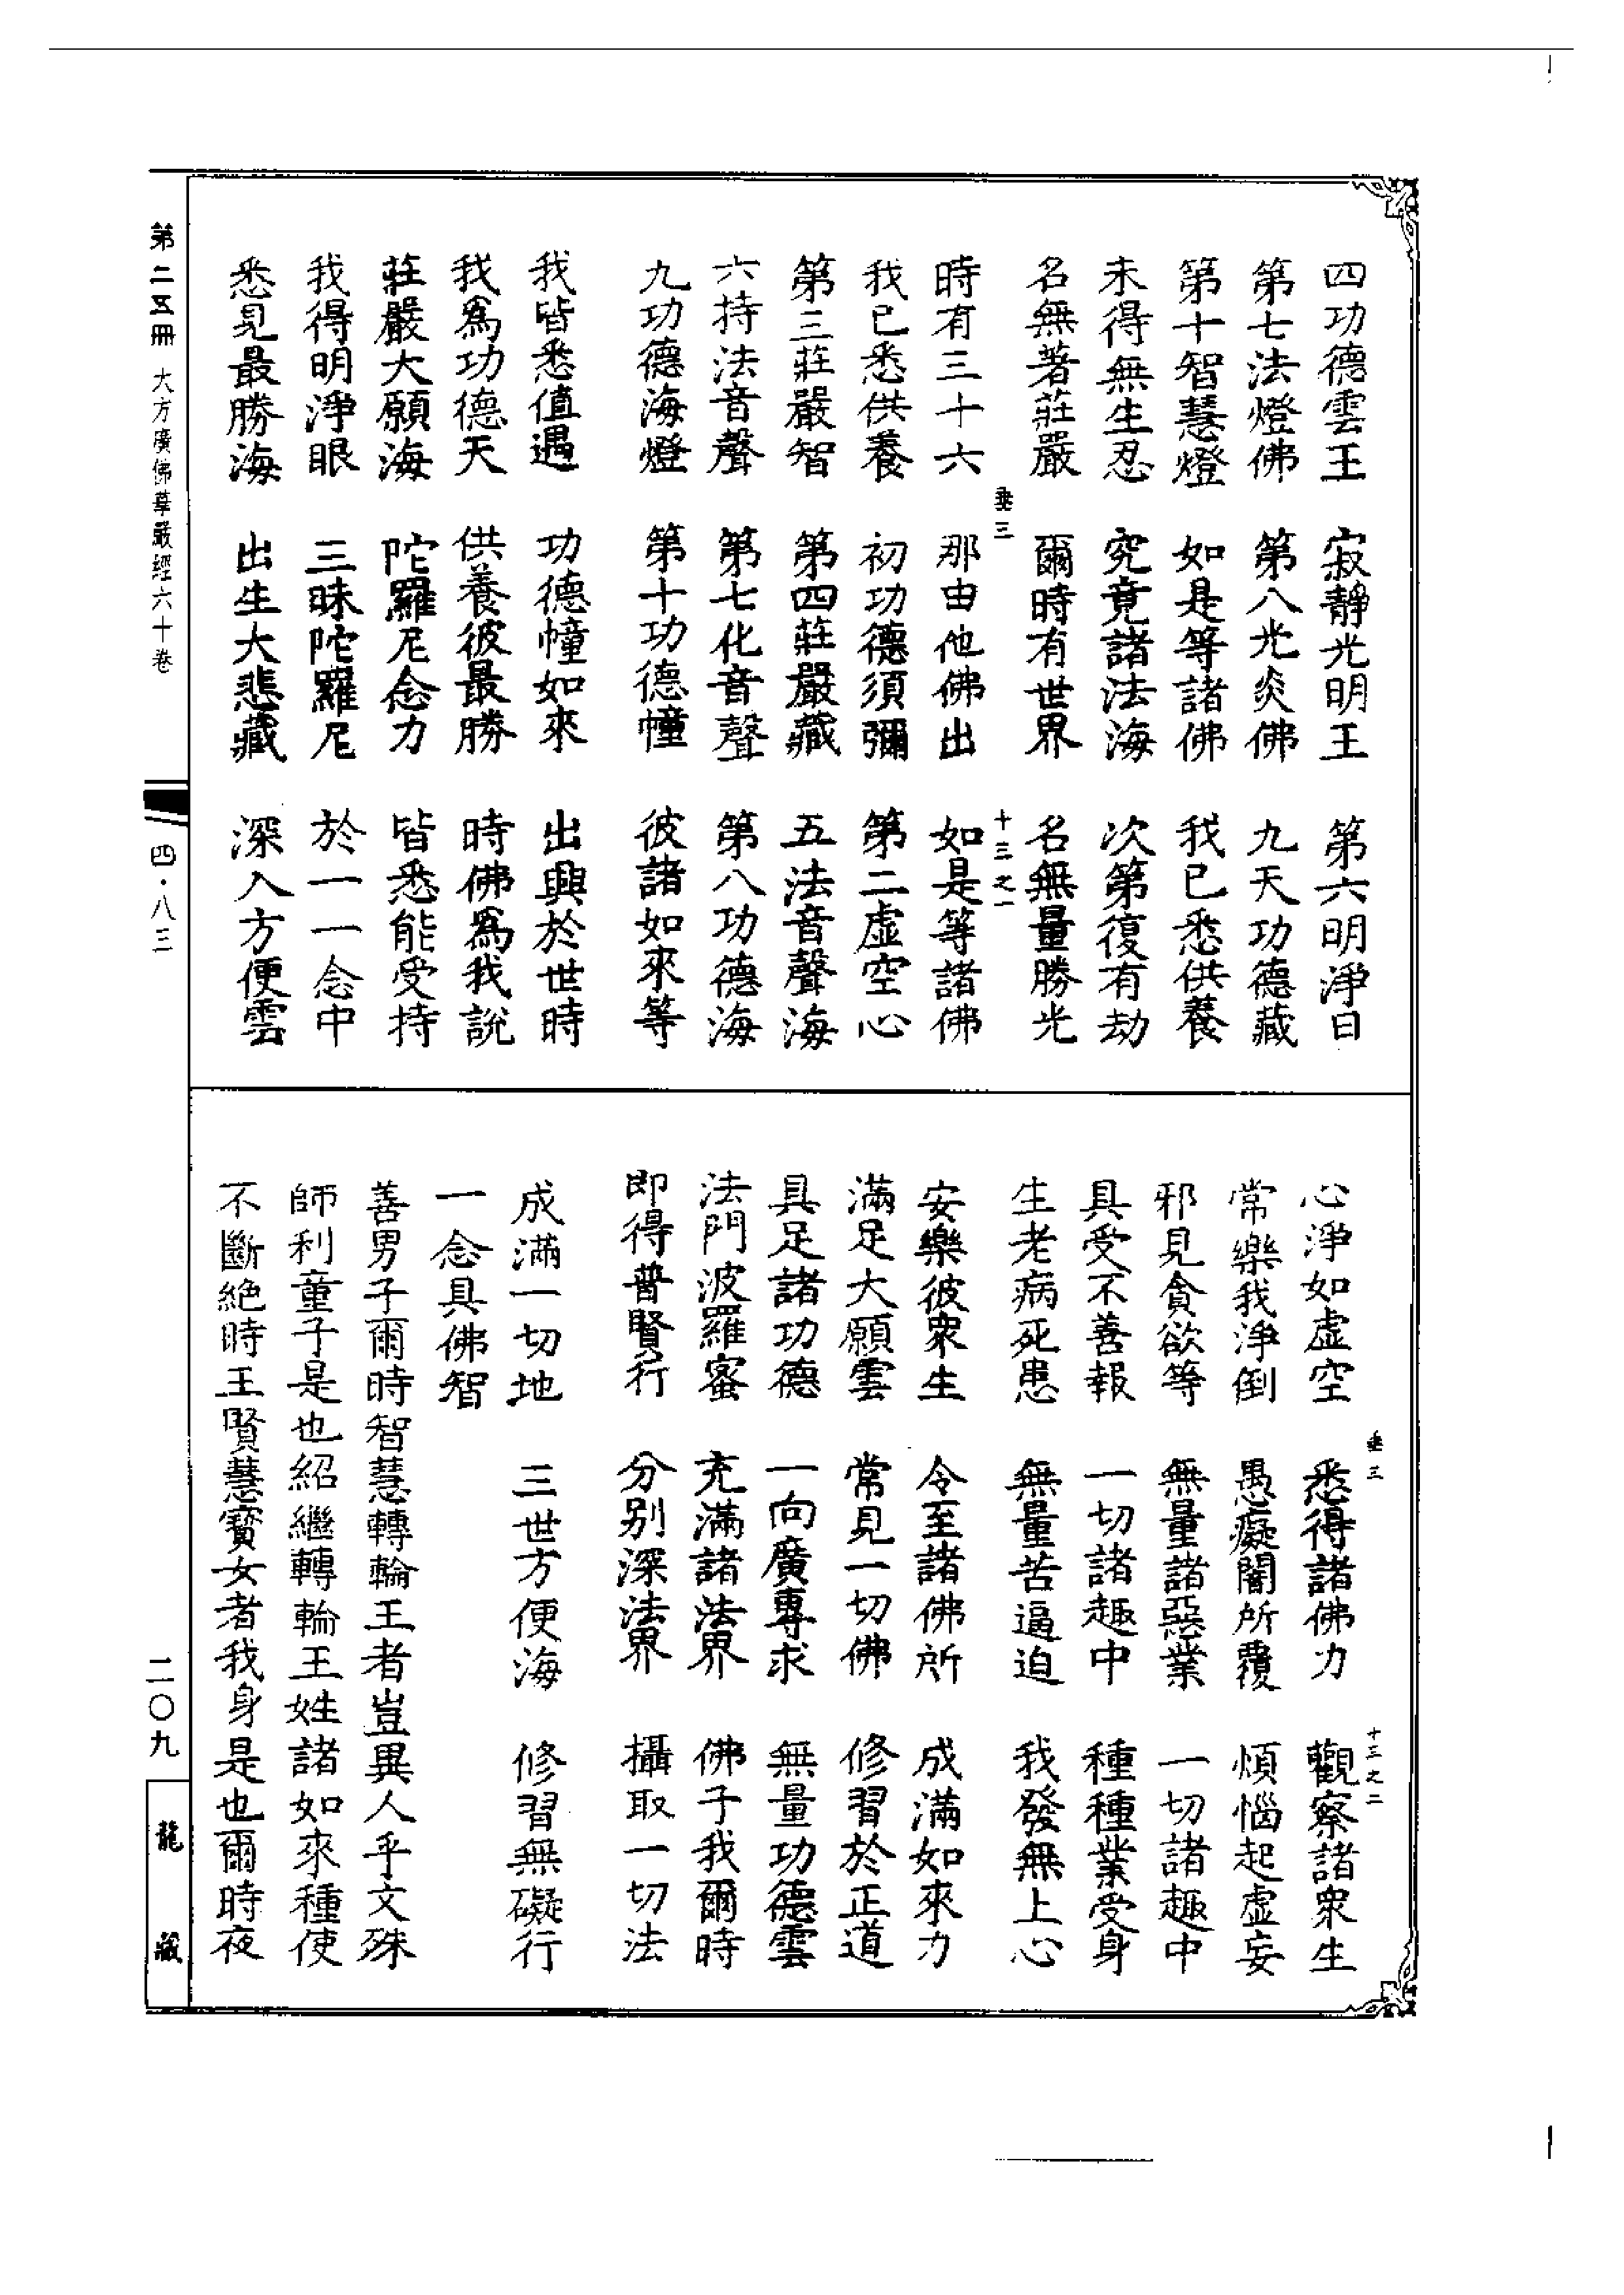 四功德雲王　寂靜光明王　第六明淨日
第七法燈佛　第八光炎佛　九天功德藏
第十智慧燈　如是等諸佛　我已悉供養
未得無生忍　究竟諸法海　次第復有劫
名無著莊嚴　爾時有世界　名無量勝光
垂三　十三之一
時有三十六　那由他佛出　如是等諸佛
我已悉供養　初功德須彌　第二虛空心
第三莊嚴智　第四莊嚴藏　五法音聲海
六持法音聲　第七化音聲　第八功德海
九功德海燈　第十功德幢　彼諸如來等
我皆悉值遇　功德幢如來　出興於世時
我為功德天　供養彼最勝　時佛為我說
莊嚴大願海　陀羅尼念力　皆悉能受持
我得明淨眼　三昧陀羅尼　於一一念中
悉見最勝海　出生大悲藏　深入方便雲
垂三　十三之二
心淨如虛空　悉得諸佛力　觀察諸眾生
常樂我淨倒　愚癡闇所覆　煩惱起虛妄
邪見貪欲等　無量諸惡業　一切諸趣中
具受不善報　一切諸趣中　種種業受身
生老病死患　無量苦逼迫　我發無上心
安樂彼眾生　令至諸佛所　成滿如來力
滿足大願雲　常見一切佛　修習於正道
具足諸功德　一向廣專求　無量功德雲
法門波羅蜜　充滿諸法界　佛子我爾時
即得普賢行　分別深法界　攝取一切法
成滿一切地　三世方便海　修習無礙行
一念具佛智
善男子爾時智慧轉輪王者豈異人乎文殊
師利童子是也紹繼轉輪王姓諸如來種使
不斷絕時王賢慧寶女者我身是也爾時夜
第二五冊　大方廣佛華嚴經六十卷　四·八三　二〇九　龍藏